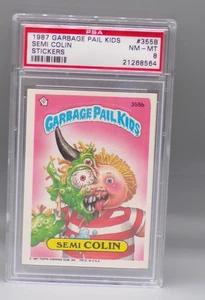 PSA
1987 GARBAGE PAIL KIDS #355B
SEMI COLIN NM - MT
STICKERS 8
21268564
355b
GARBAGE PAIL KIDS
SEMI COLIN